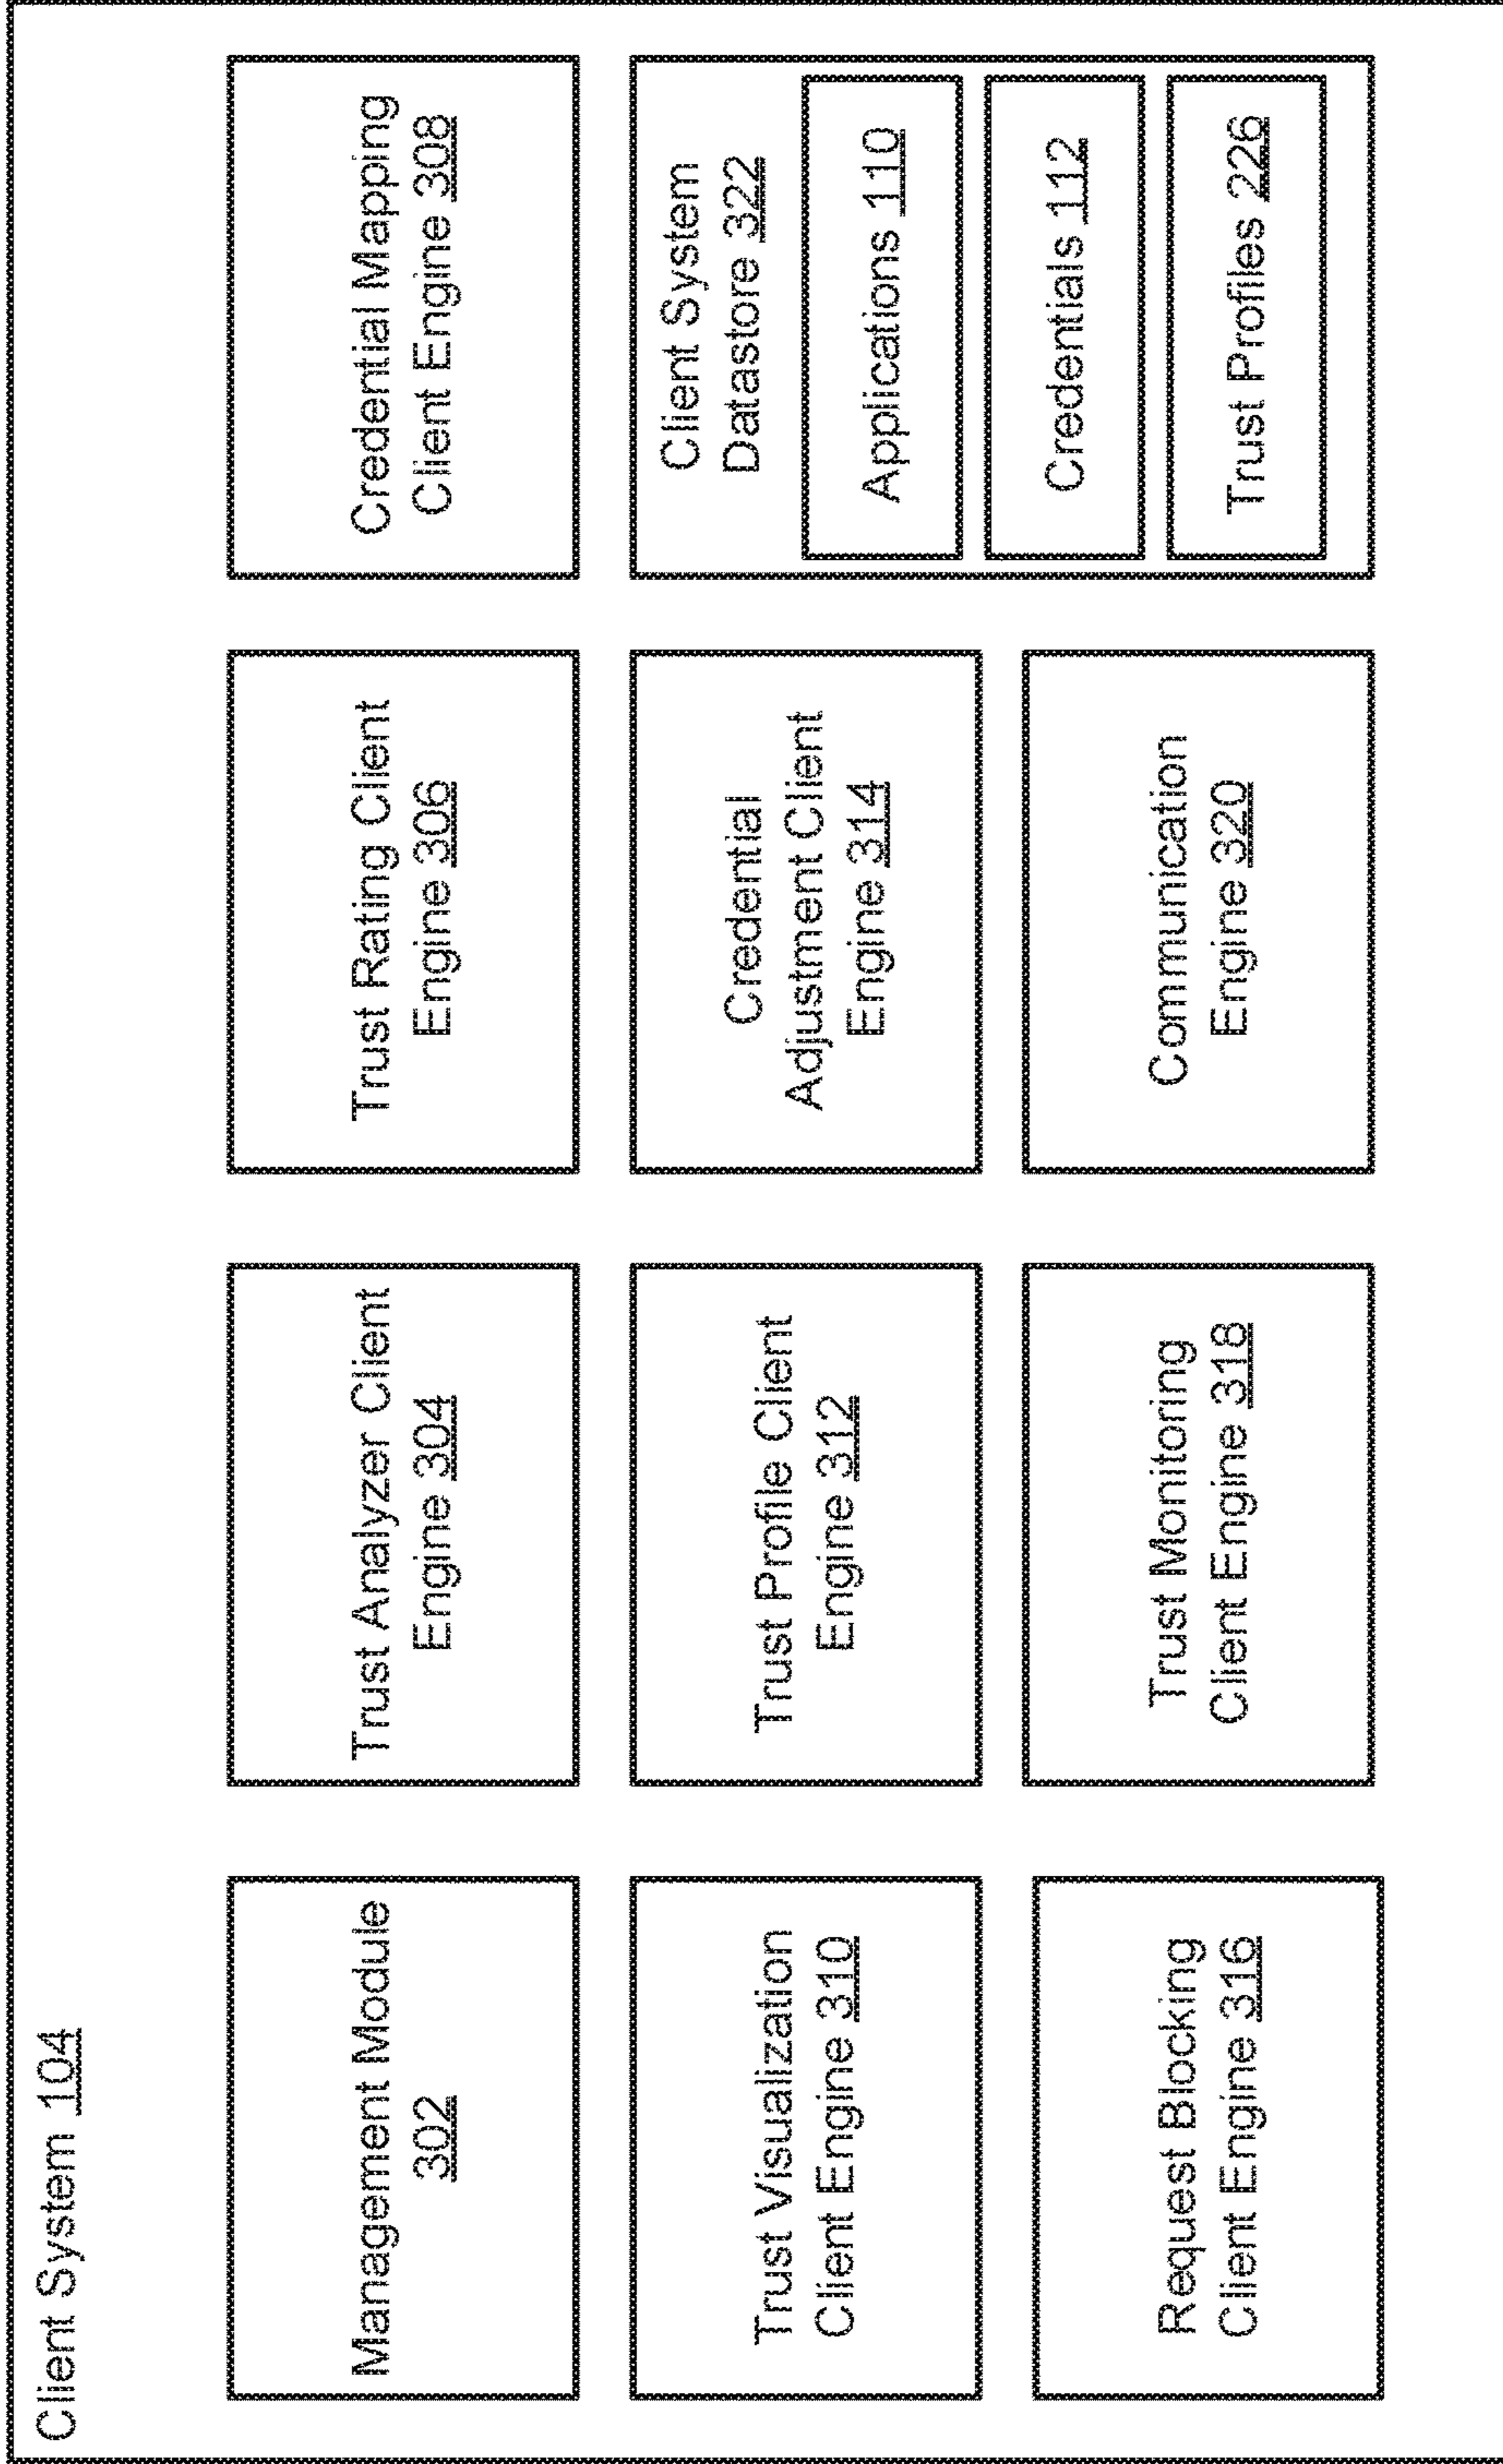 Client System 104
Management Module
302
Trust Analyzer Client
Engine 304
Trust Rating Client
Engine 306
Credential Mapping
Client Engine 308
Trust Visualization
Client Engine 310
Trust Profile Client
Engine 312
Credential
Adjustment Client
Engine 314
Client System
Datastore 322
Applications 110
Credentials 112
Trust Profiles 226
Request Blocking
Client Engine 316
Trust Monitoring
Client Engine 318
Communication
Engine 320